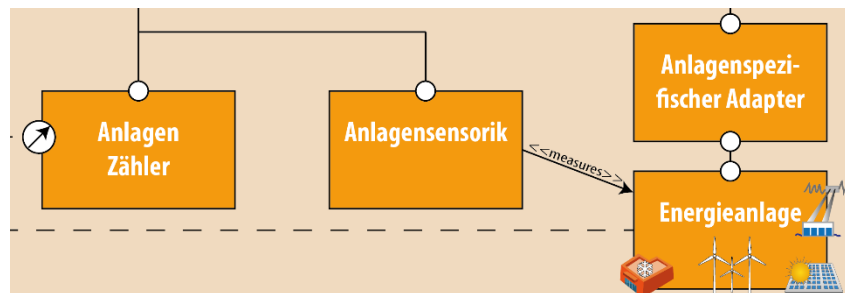 Anlagenspezi-
fischer Adapter
Anlagen
Zähler
Anlagensensorik
<<measures>>
Energieanlage